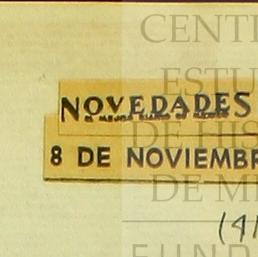 CENT
ESTU
NOVEDADES
EL MEJOR DIARIO DE MEXICO
DE HIS
8 DE NOVIEMBR
DE M
(41
FUND